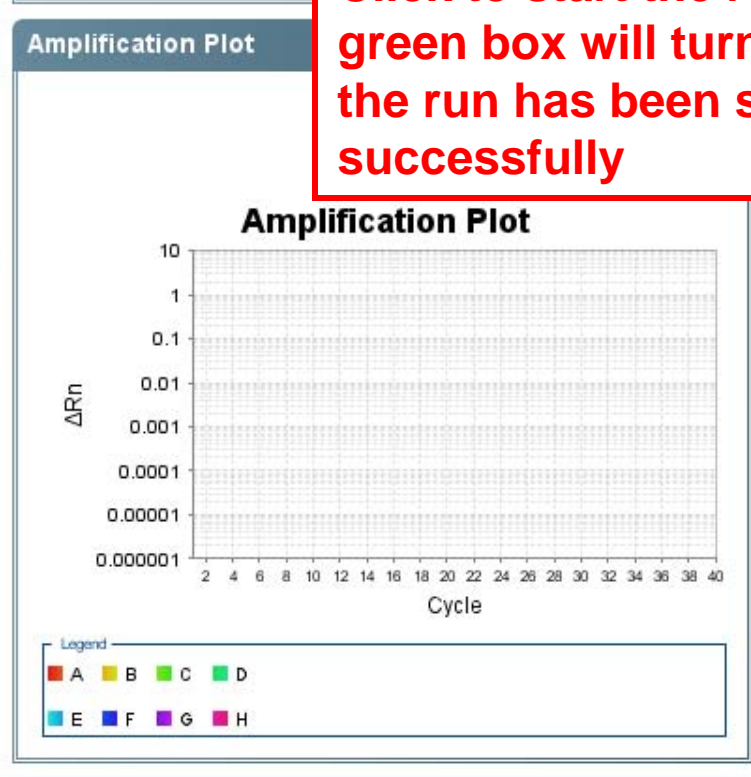 Amplification Plot
green box will turn
the run has been s
successfully
Amplification Plot
10
1
0.1
0.01
0.001
0.0001
0.00001
0.000001
ΔRn
2 4 6 8 10 12 14 16 18 20 22 24 26 28 30 32 34 36 38 40
Cycle
Legend
A B C D
E F G H